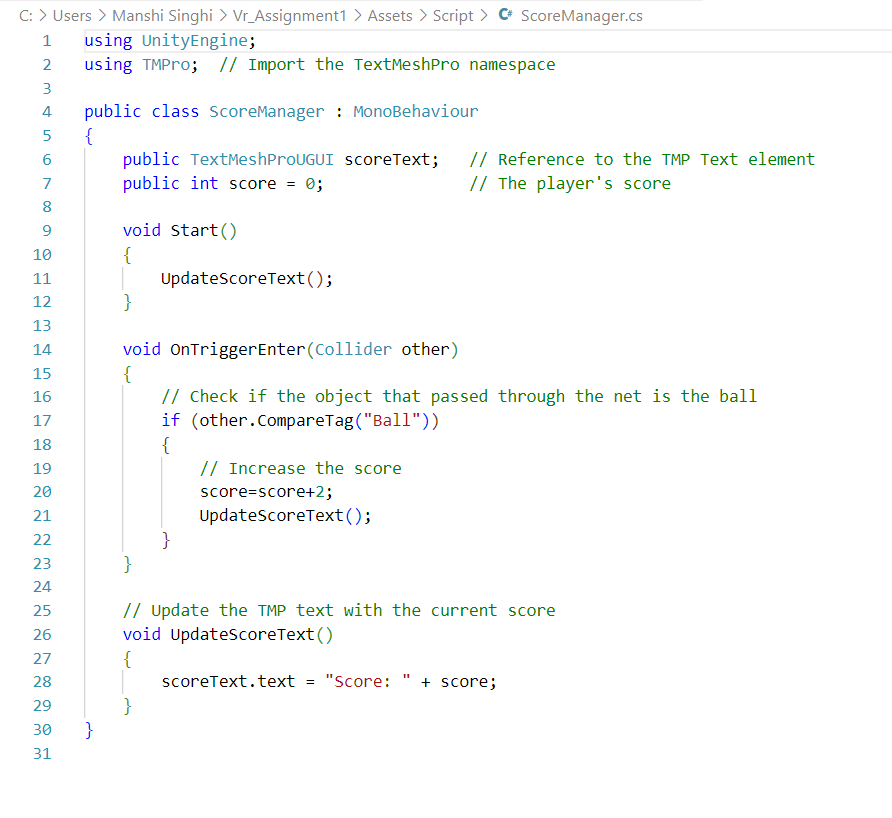 C: > Users > Manshi Singhi > Vr_Assignment1 > Assets > Script > C# ScoreManager.cs
1 using UnityEngine;
2 using TMPro;  // Import the TextMeshPro namespace
3
4 public class ScoreManager : MonoBehaviour
5 {
6     public TextMeshProUGUI scoreText;   // Reference to the TMP Text element
7     public int score = 0;               // The player's score
8
9     void Start()
10     {
11         UpdateScoreText();
12     }
13
14     void OnTriggerEnter(Collider other)
15     {
16         // Check if the object that passed through the net is the ball
17         if (other.CompareTag("Ball"))
18         {
19             // Increase the score
20             score=score+2;
21             UpdateScoreText();
22         }
23     }
24
25     // Update the TMP text with the current score
26     void UpdateScoreText()
27     {
28         scoreText.text = "Score: " + score;
29     }
30 }
31